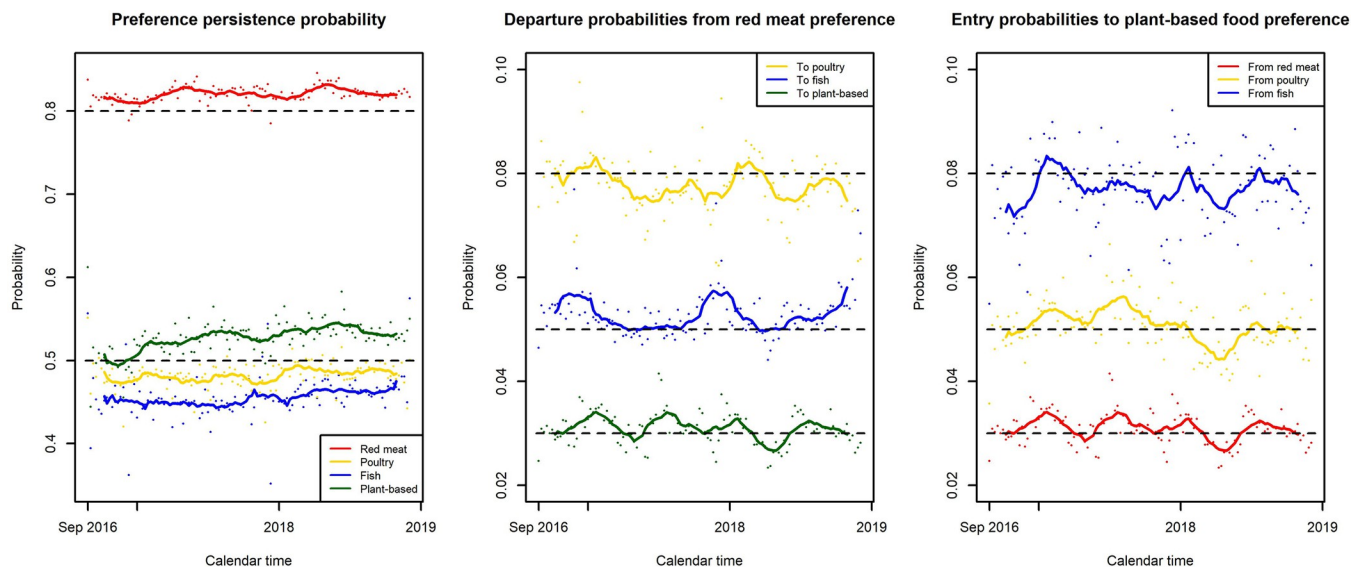 Preference persistence probability
Probability
0.8
0.7
0.6
0.5
0.4
Red meat
Poultry
Fish
Plant-based
Sep 2016
2018
2019
Calendar time
Departure probabilities from red meat preference
Probability
0.10
0.08
0.06
0.04
0.02
To poultry
To fish
To plant-based
Sep 2016
2018
2019
Calendar time
Entry probabilities to plant-based food preference
Probability
0.10
0.08
0.06
0.04
0.02
From red meat
From poultry
From fish
Sep 2016
2018
2019
Calendar time